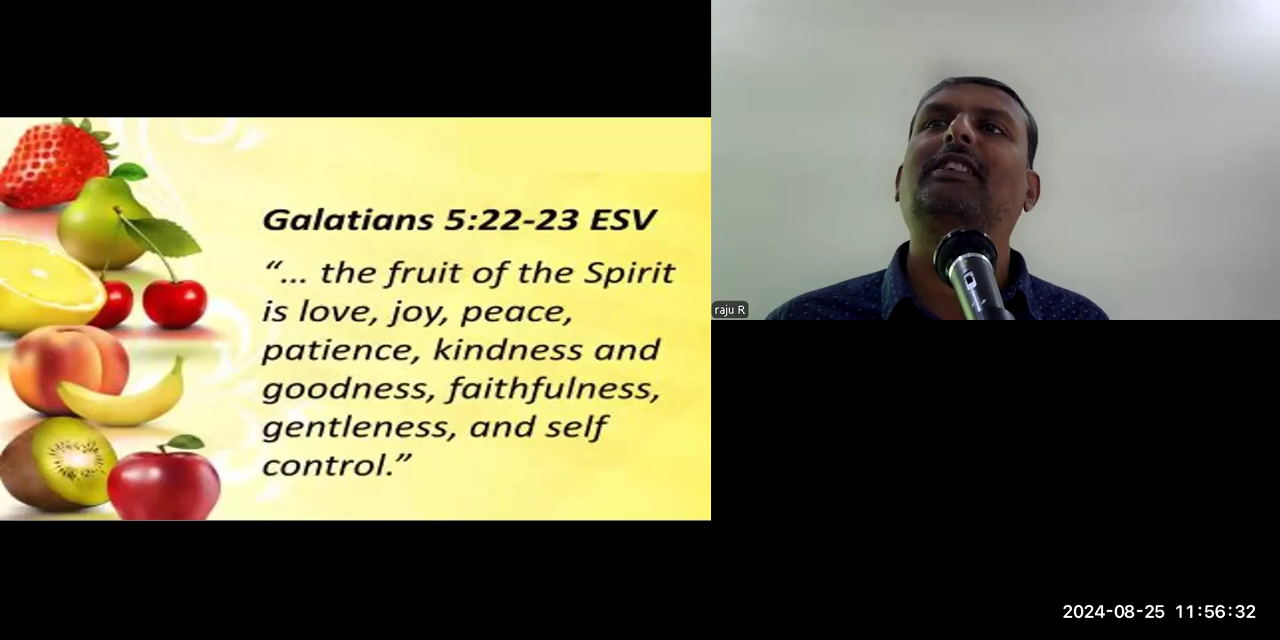 Galatians 5:22-23 ESV
“... the fruit of the Spirit
is love, joy, peace,
patience, kindness and
goodness, faithfulness,
gentleness, and self
control.”
raju R
2024-08-25 11:56:32